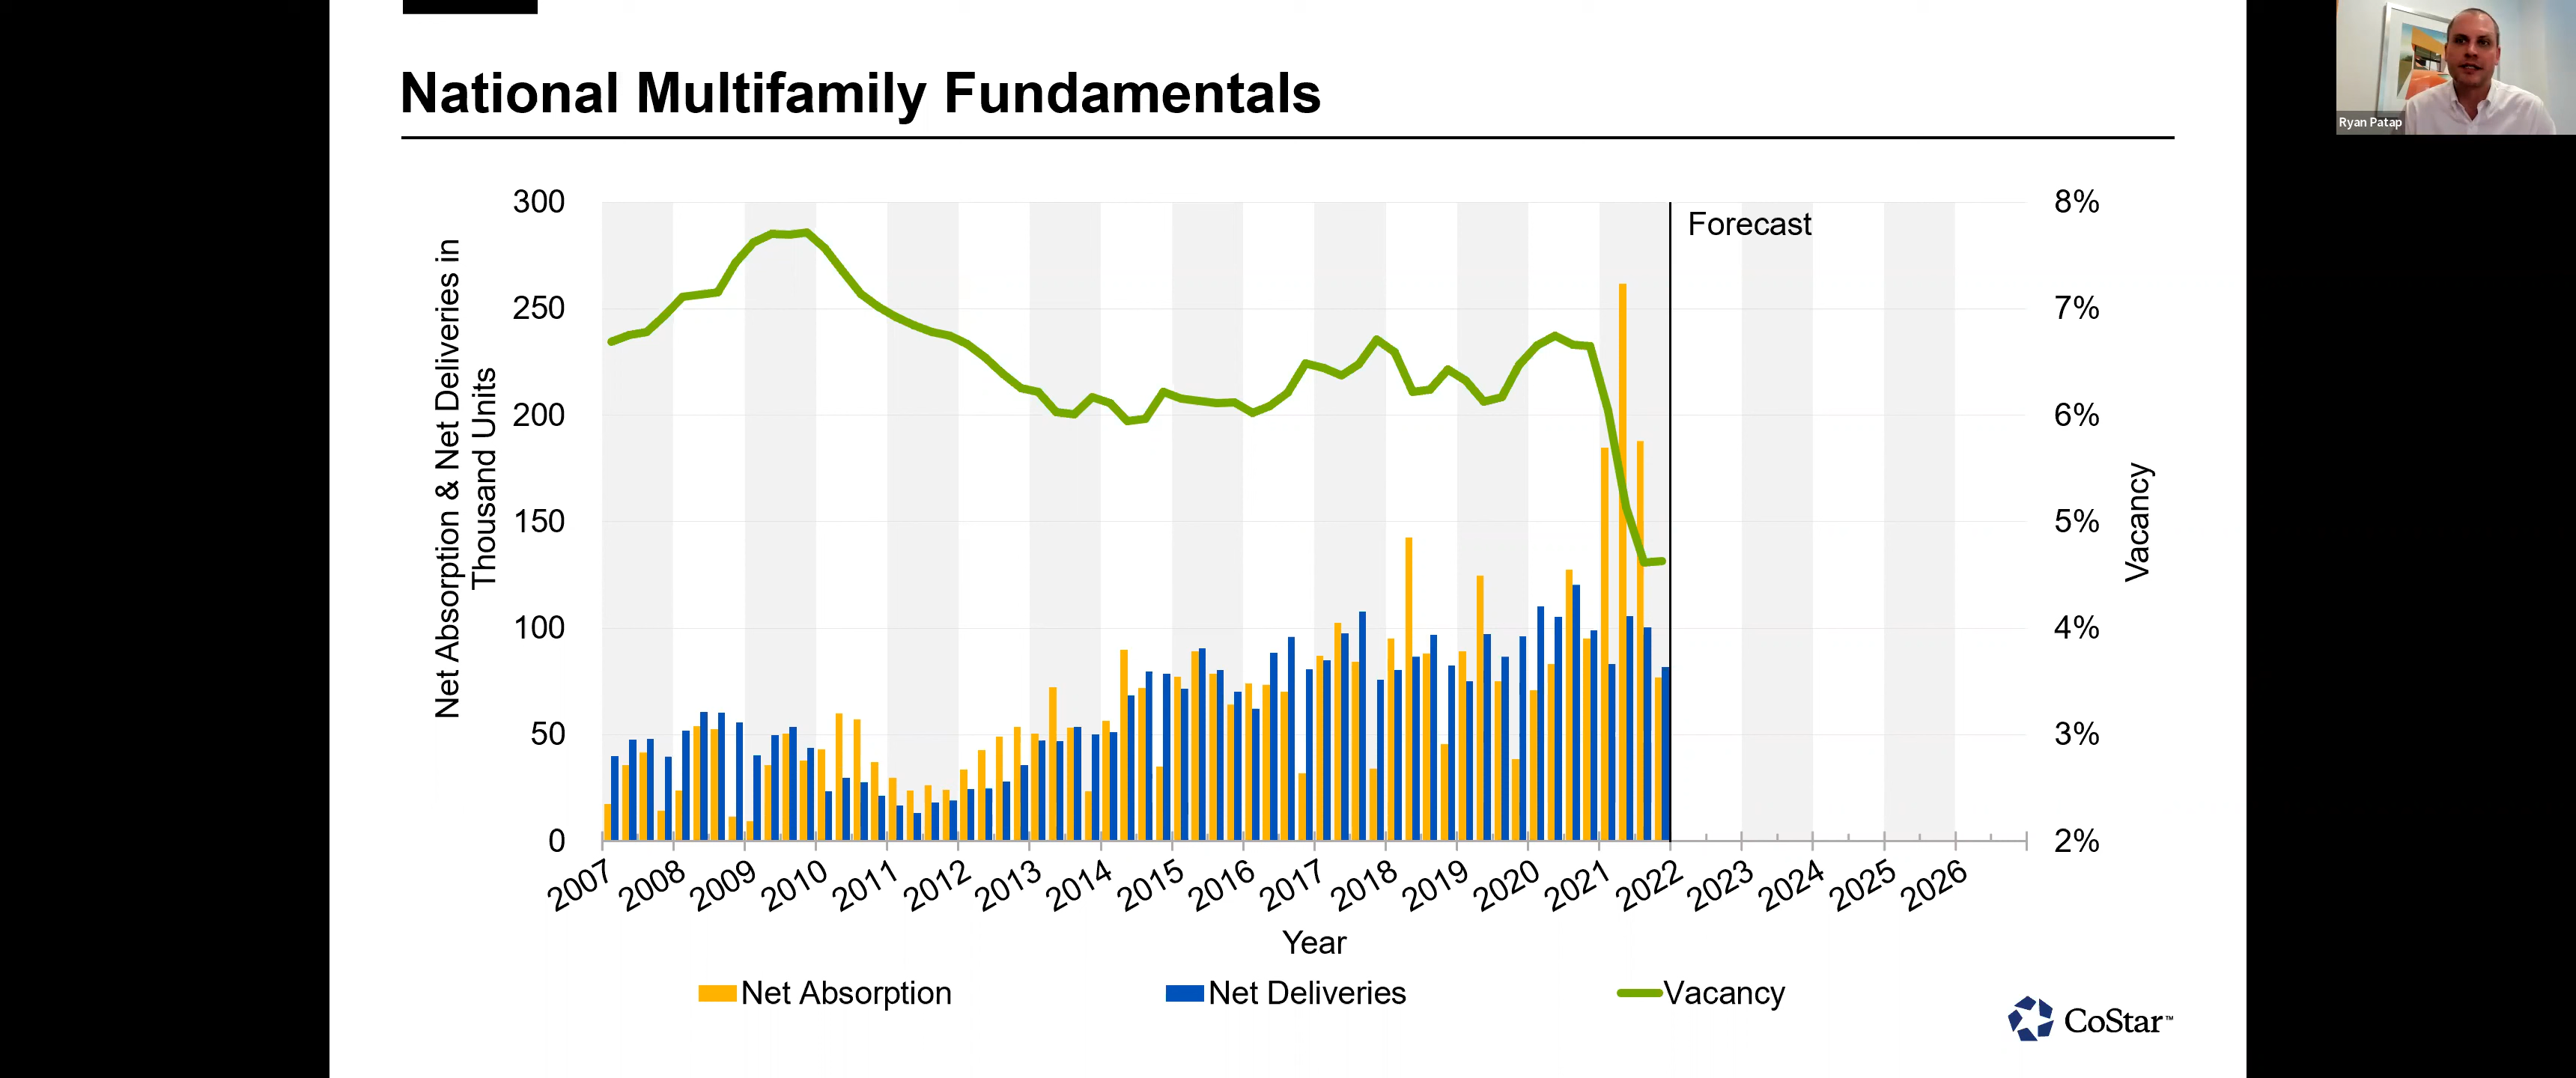 National Multifamily Fundamentals
Ryan Patap
Net Absorption & Net Deliveries in
Thousand Units
300
250
200
150
100
50
0
Forecast
8%
7%
6%
5%
4%
3%
2%
Vacancy
2007 2008 2009 2010 2011 2012 2013 2014 2015 2016 2017 2018 2019 2020 2021 2022 2023 2024 2025 2026
Year
Net Absorption Net Deliveries Vacancy
CoStar™